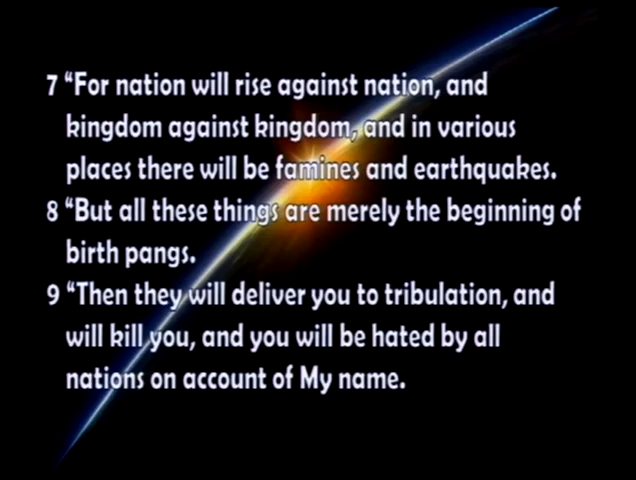 7 “For nation will rise against nation, and
kingdom against kingdom, and in various
places there will be famines and earthquakes.
8 “But all these things are merely the beginning of
birth pangs.
9 “Then they will deliver you to tribulation, and
will kill you, and you will be hated by all
nations on account of My name.